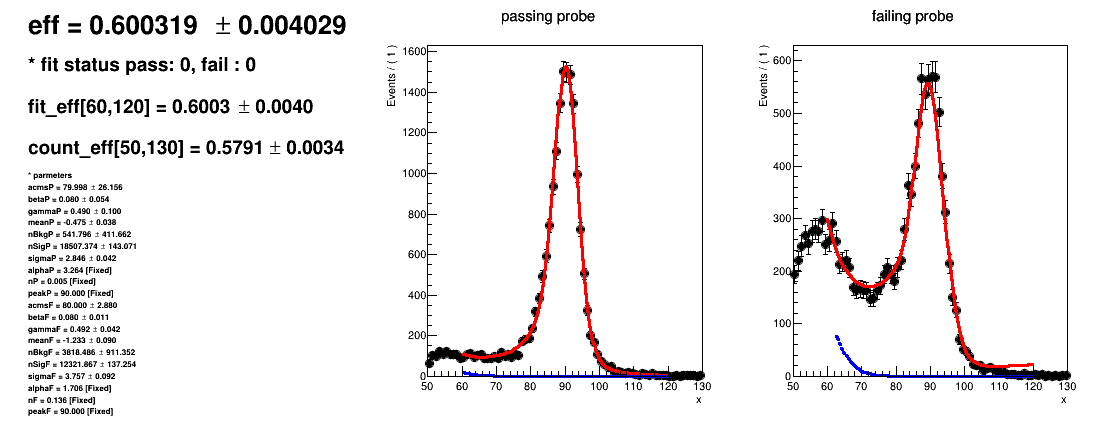 eff = 0.600319 ± 0.004029
* fit status pass: 0, fail : 0
fit_eff[60,120] = 0.6003 ± 0.0040
count_eff[50,130] = 0.5791 ± 0.0034
* parmeters
acmsP = 79.998 ± 26.156
betaP = 0.080 ± 0.054
gammaP = 0.490 ± 0.100
meanP = -0.475 ± 0.038
nBkgP = 541.796 ± 411.662
nSigP = 18507.374 ± 143.071
sigmaP = 2.846 ± 0.042
alphaP = 3.264 [Fixed]
nP = 0.005 [Fixed]
peakP = 90.000 [Fixed]
acmsF = 80.000 ± 2.880
betaF = 0.080 ± 0.011
gammaF = 0.492 ± 0.042
meanF = -1.233 ± 0.090
nBkgF = 3818.486 ± 911.352
nSigF = 12321.867 ± 137.254
sigmaF = 3.757 ± 0.092
alphaF = 1.706 [Fixed]
nF = 0.136 [Fixed]
peakF = 90.000 [Fixed]
passing probe
Events / ( 1 )
1600
1400
1200
1000
800
600
400
200
0
50 60 70 80 90 100 110 120 130
x
failing probe
Events / ( 1 )
600
500
400
300
200
100
0
50 60 70 80 90 100 110 120 130
x